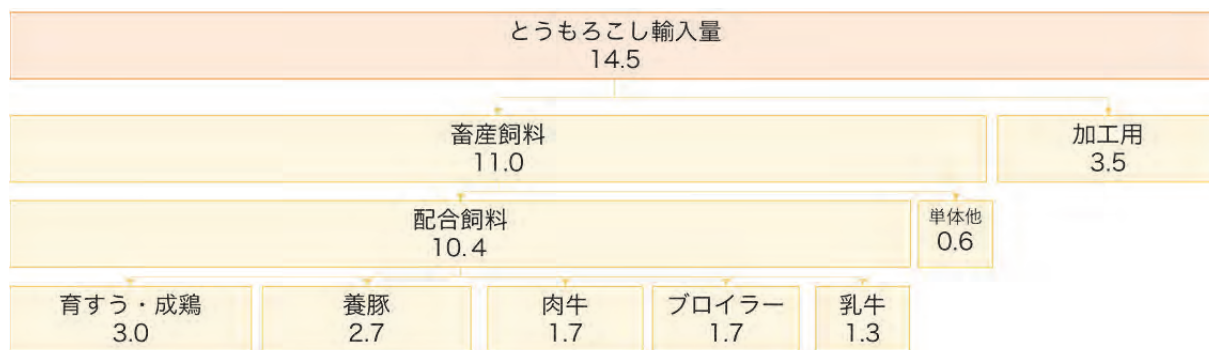 とうもろこし輸入量
14.5
畜産飼料
11.0
加工用
3.5
配合飼料
10.4
単体他
0.6
育すう・成鶏
3.0
養豚
2.7
肉牛
1.7
ブロイラー
1.7
乳牛
1.3